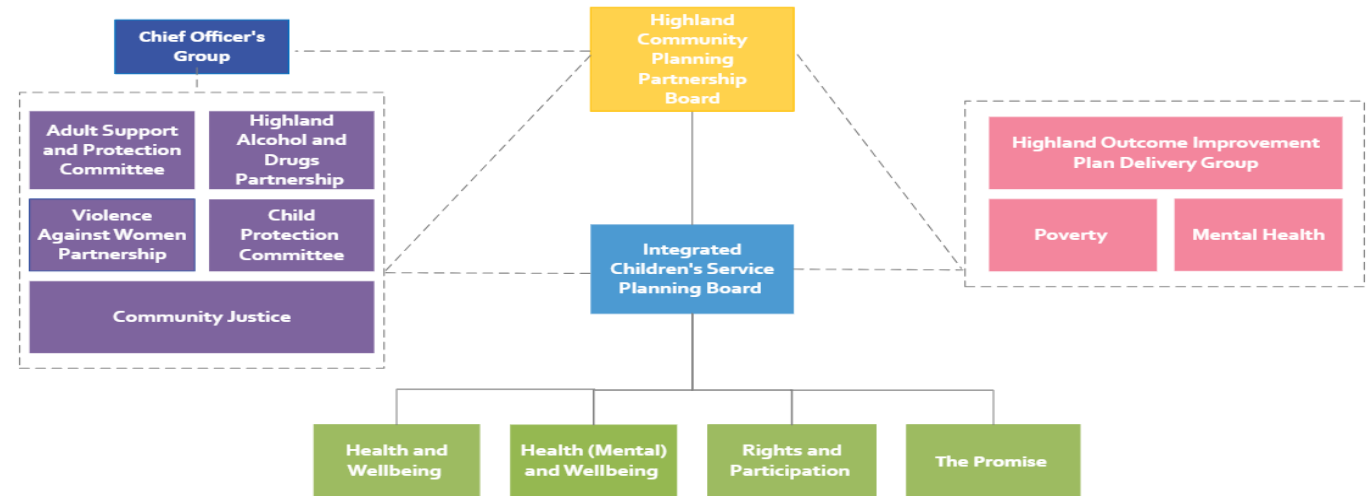 Chief Officer's
Group
Highland
Community
Planning
Partnership
Board
Adult Support
and Protection
Committee
Highland
Alcohol and
Drugs
Partnership
Violence
Against Women
Partnership
Child
Protection
Committee
Community Justice
Integrated
Children's Service
Planning Board
Highland Outcome Improvement
Plan Delivery Group
Poverty
Mental Health
Health and
Wellbeing
Health (Mental)
and Wellbeing
Rights and
Participation
The Promise